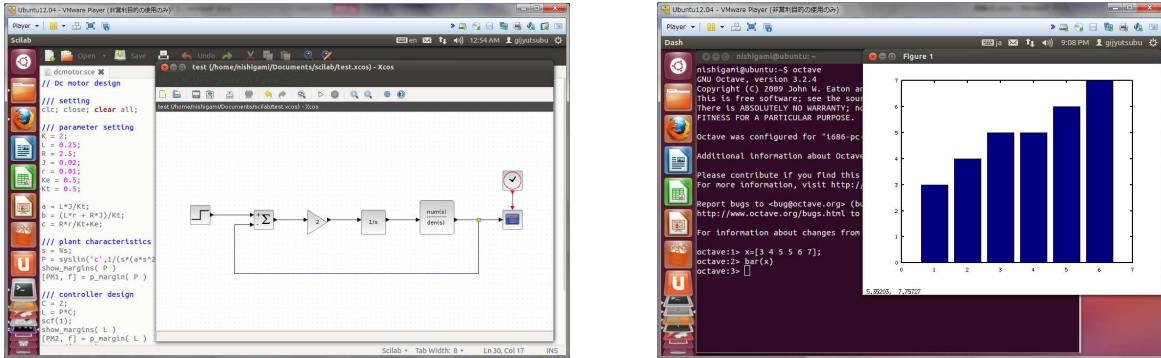 Ubuntu12.04 - VMware Player (非営利目的の使用のみ)
Player
Scilab
en
12:54 AM
gijyutsubu
Open
Save
Undo
dcmotor.sce
// Dc motor design
/// setting
clc; close; clear all;
/// parameter setting
K = 2;
L = 0.25;
R = 2.5;
J = 0.02;
r = 0.01;
Ke = 0.5;
Kt = 0.5;
a = L*J/Kt;
b = (L*r + R*J)/Kt;
c = R*r/Kt+Ke;
/// plant characteristics
s = %s;
P = syslin('c',1/(s*(a*s^2
show_margins( P )
[PM1, f] = p_margin( P )
/// controller design
C = 2;
L = P*C;
scf(1);
show_margins( L )
[PM2, f] = p_margin( L )
test (/home/nishigami/Documents/scilab/test.xcos) - Xcos
test (/home/nishigami/Documents/scilab/test.xcos) - Xcos
Σ
2
1/s
num(s)
den(s)
Scilab
Tab Width: 8
Ln 30, Col 17
INS
Ubuntu12.04 - VMware Player (非営利目的の使用のみ)
Player
Dash
ja
9:08 PM
gijyutsubu
nishigami@ubuntu: ~
nishigami@ubuntu:~$ octave
GNU Octave, version 3.2.4
Copyright (C) 2009 John W. Eaton
This is free software; see the sour
There is ABSOLUTELY NO WARRANTY;
FITNESS FOR A PARTICULAR PURPOSE.
Octave was configured for "i686-pc-
Additional information about Octave
Please contribute if you find this
For more information, visit http:/
Report bugs to <bug@octave.org>
http://www.octave.org/bugs.html to
For information about changes from
octave:1> x=[3 4 5 5 6 7];
octave:2> bar(x)
octave:3>
Figure 1
7
6
5
4
3
2
1
0
0 1 2 3 4 5 6 7
5.35203, 7.75727